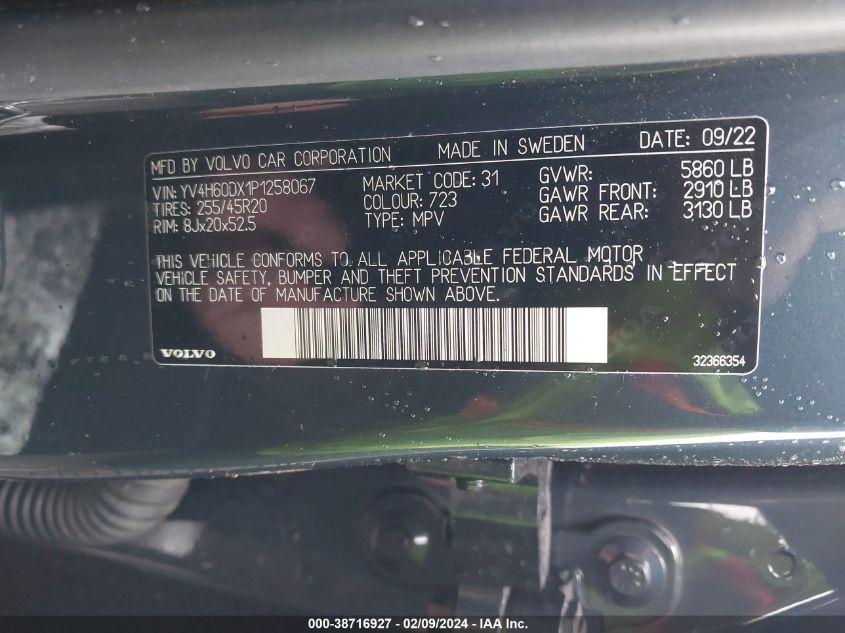 MFD BY VOLVO CAR CORPORATION MADE IN SWEDEN DATE: 09/22
VIN: YV4H60DX1P1258067 MARKET CODE: 31 GVWR: 5860 LB
TIRES: 255/45R20 COLOUR: 723 GAWR FRONT: 2910 LB
RIM: 8Jx20x52.5 TYPE: MPV GAWR REAR: 3130 LB
THIS VEHICLE CONFORMS TO ALL APPLICABLE FEDERAL MOTOR
VEHICLE SAFETY, BUMPER AND THEFT PREVENTION STANDARDS IN EFFECT
ON THE DATE OF MANUFACTURE SHOWN ABOVE.
VOLVO 32366354
000-38716927 - 02/09/2024 - IAA Inc.